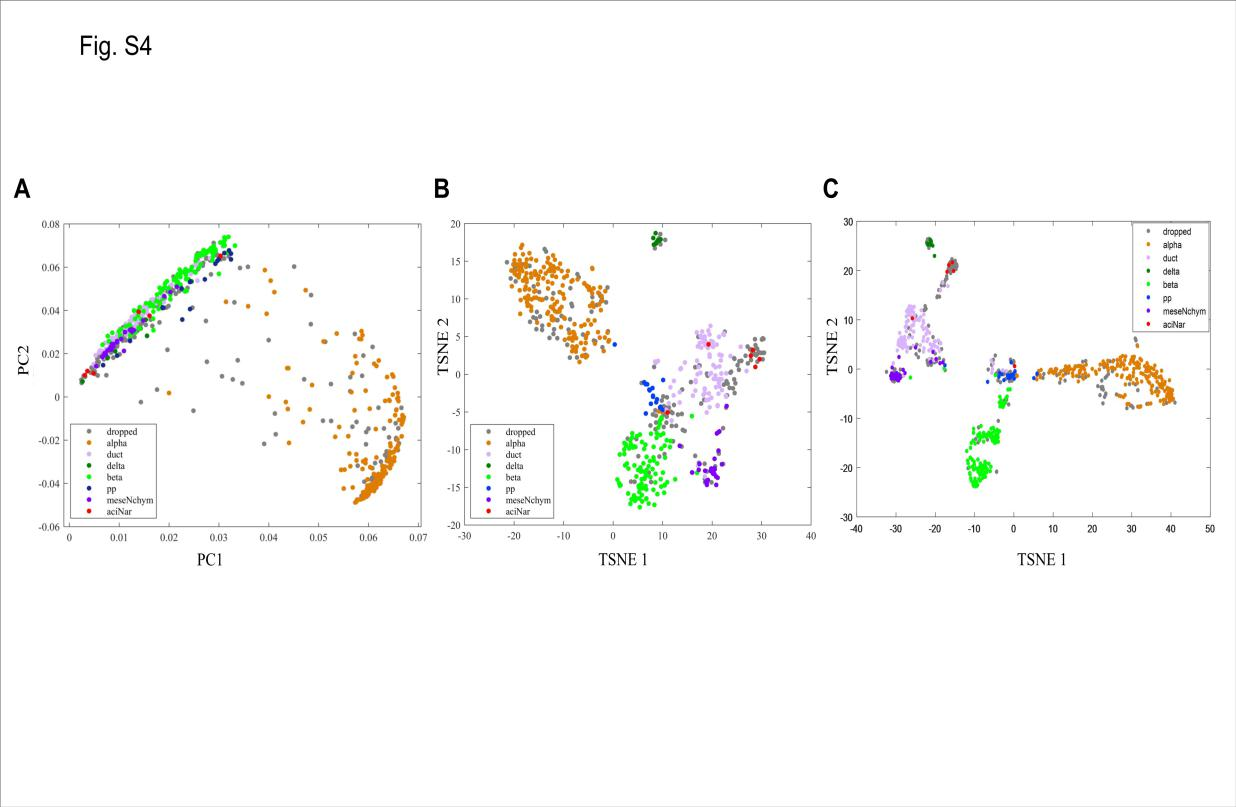 Fig. S4
A
0.08
0.06
0.04
0.02
0
-0.02
-0.04
-0.06
PC2
dropped
alpha
duct
delta
beta
pp
meseNchym
aciNar
0 0.01 0.02 0.03 0.04 0.05 0.06 0.07
PC1
B
20
15
10
5
0
-5
-10
-15
-20
TSNE 2
dropped
alpha
duct
delta
beta
pp
meseNchym
aciNar
-30 -20 -10 0 10 20 30 40
TSNE 1
C
30
20
10
0
-10
-20
-30
TSNE 2
dropped
alpha
duct
delta
beta
pp
meseNchym
aciNar
-40 -30 -20 -10 0 10 20 30 40 50
TSNE 1